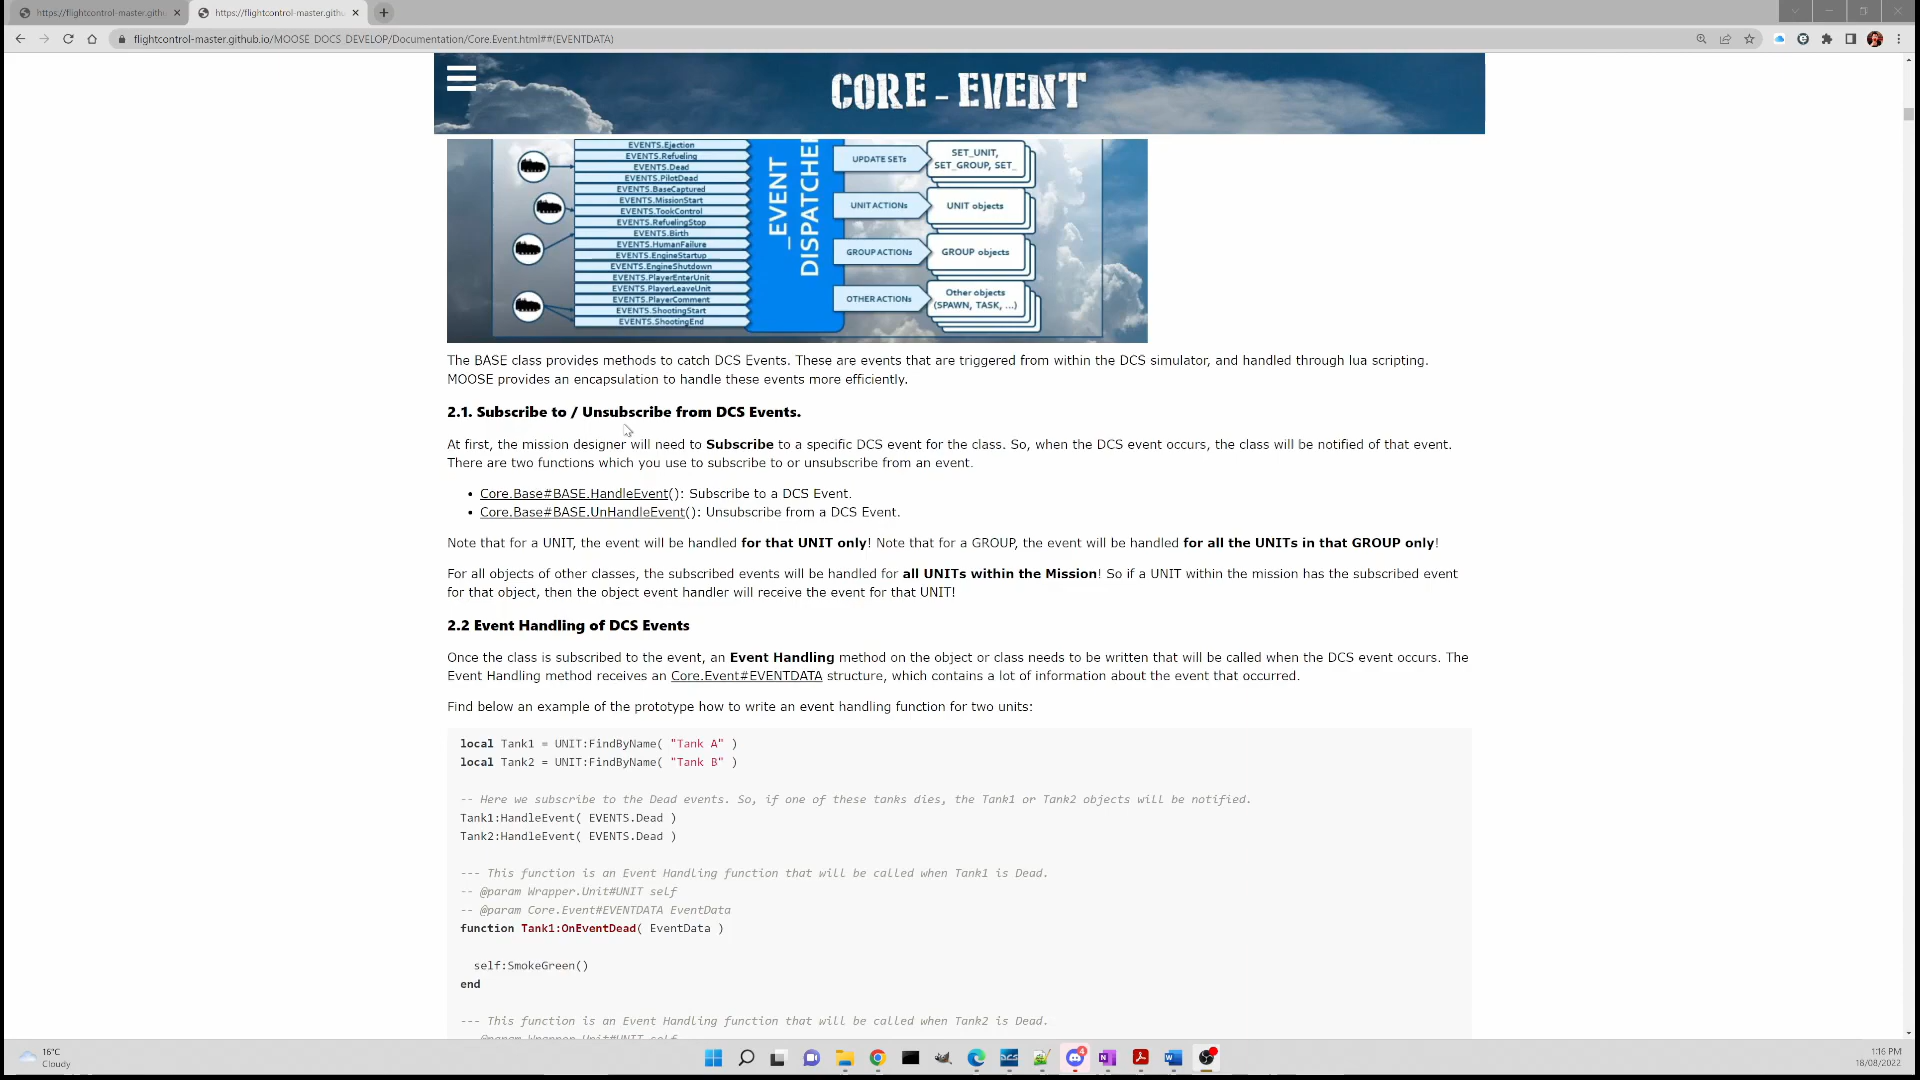 https://flightcontrol-master.githu
https://flightcontrol-master.githu
flightcontrol-master.github.io/MOOSE_DOCS_DEVELOP/Documentation/Core.Event.html##(EVENTDATA)
CORE - EVENT
EVENTS.Ejection
EVENTS.Refueling
EVENTS.Dead
EVENTS.PilotDead
EVENTS.BaseCaptured
EVENTS.MissionStart
EVENTS.TookControl
EVENTS.RefuelingStop
EVENTS.Birth
EVENTS.HumanFailure
EVENTS.EngineStartup
EVENTS.EngineShutdown
EVENTS.PlayerEnterUnit
EVENTS.PlayerLeaveUnit
EVENTS.PlayerComment
EVENTS.ShootingStart
EVENTS.ShootingEnd
_EVENT
DISPATCHE
UPDATE SETs
SET_UNIT,
SET_GROUP, SET_
UNIT ACTIONs
UNIT objects
GROUP ACTIONs
GROUP objects
OTHER ACTIONs
Other objects
(SPAWN, TASK, ...)
The BASE class provides methods to catch DCS Events. These are events that are triggered from within the DCS simulator, and handled through lua scripting.
MOOSE provides an encapsulation to handle these events more efficiently.
2.1. Subscribe to / Unsubscribe from DCS Events.
At first, the mission designer will need to Subscribe to a specific DCS event for the class. So, when the DCS event occurs, the class will be notified of that event.
There are two functions which you use to subscribe to or unsubscribe from an event.
• Core.Base#BASE.HandleEvent(): Subscribe to a DCS Event.
• Core.Base#BASE.UnHandleEvent(): Unsubscribe from a DCS Event.
Note that for a UNIT, the event will be handled for that UNIT only! Note that for a GROUP, the event will be handled for all the UNITs in that GROUP only!
For all objects of other classes, the subscribed events will be handled for all UNITs within the Mission! So if a UNIT within the mission has the subscribed event
for that object, then the object event handler will receive the event for that UNIT!
2.2 Event Handling of DCS Events
Once the class is subscribed to the event, an Event Handling method on the object or class needs to be written that will be called when the DCS event occurs. The
Event Handling method receives an Core.Event#EVENTDATA structure, which contains a lot of information about the event that occurred.
Find below an example of the prototype how to write an event handling function for two units:
local Tank1 = UNIT:FindByName( "Tank A" )
local Tank2 = UNIT:FindByName( "Tank B" )
-- Here we subscribe to the Dead events. So, if one of these tanks dies, the Tank1 or Tank2 objects will be notified.
Tank1:HandleEvent( EVENTS.Dead )
Tank2:HandleEvent( EVENTS.Dead )
--- This function is an Event Handling function that will be called when Tank1 is Dead.
-- @param Wrapper.Unit#UNIT self
-- @param Core.Event#EVENTDATA EventData
function Tank1:OnEventDead( EventData )
self:SmokeGreen()
end
--- This function is an Event Handling function that will be called when Tank2 is Dead.
-- @param Wrapper.Unit#UNIT self
16°C
Cloudy
1:16 PM
18/08/2022